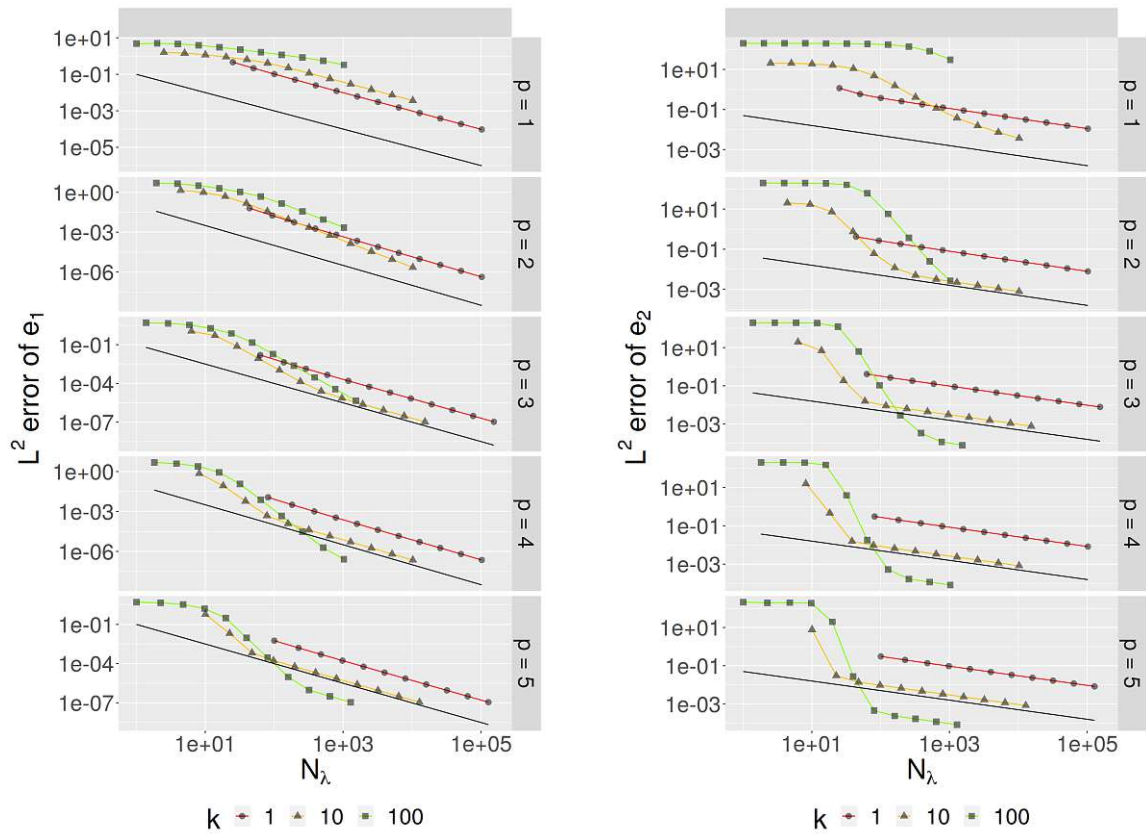 L² error of e₁
1e+01
1e-01
1e-03
1e-05
p = 1
1e+00
1e-03
1e-06
p = 2
1e-01
1e-04
1e-07
p = 3
1e+00
1e-03
1e-06
p = 4
1e-01
1e-04
1e-07
p = 5
1e+01 1e+03 1e+05
N_λ
k 1 10 100
L² error of e₂
1e+01
1e-01
1e-03
p = 1
1e+01
1e-01
1e-03
p = 2
1e+01
1e-01
1e-03
p = 3
1e+01
1e-01
1e-03
p = 4
1e+01
1e-01
1e-03
p = 5
1e+01 1e+03 1e+05
N_λ
k 1 10 100